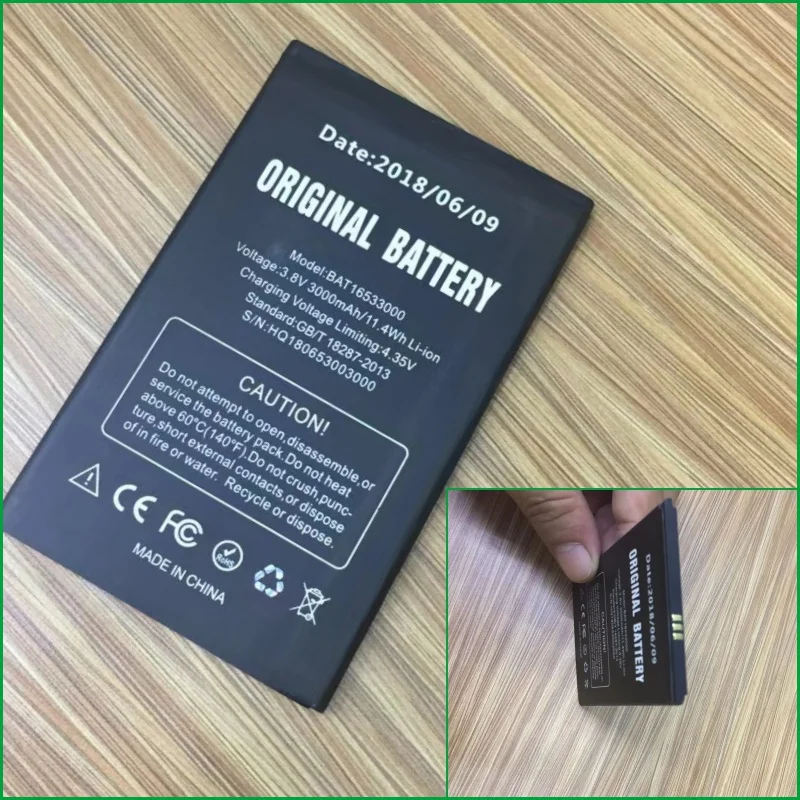 Date:2018/06/09
ORIGINAL BATTERY
Model:BAT16533000
Voltage:3.8V 3000mAh/11.4Wh Li-ion
Charging Voltage Limiting:4.35V
Standard:GB/T 18287-2013
S/N:HQ180653003000
CAUTION!
Do not attempt to open,disassemble,or
service the battery pack.Do not heat
above 60°C(140°F).Do not crush,punc-
ture,short external contacts,or dispose
of in fire or water. Recycle or dispose.
CE FC RoHS
MADE IN CHINA
Date:2018/06/09
ORIGINAL BATTERY
CAUTION!